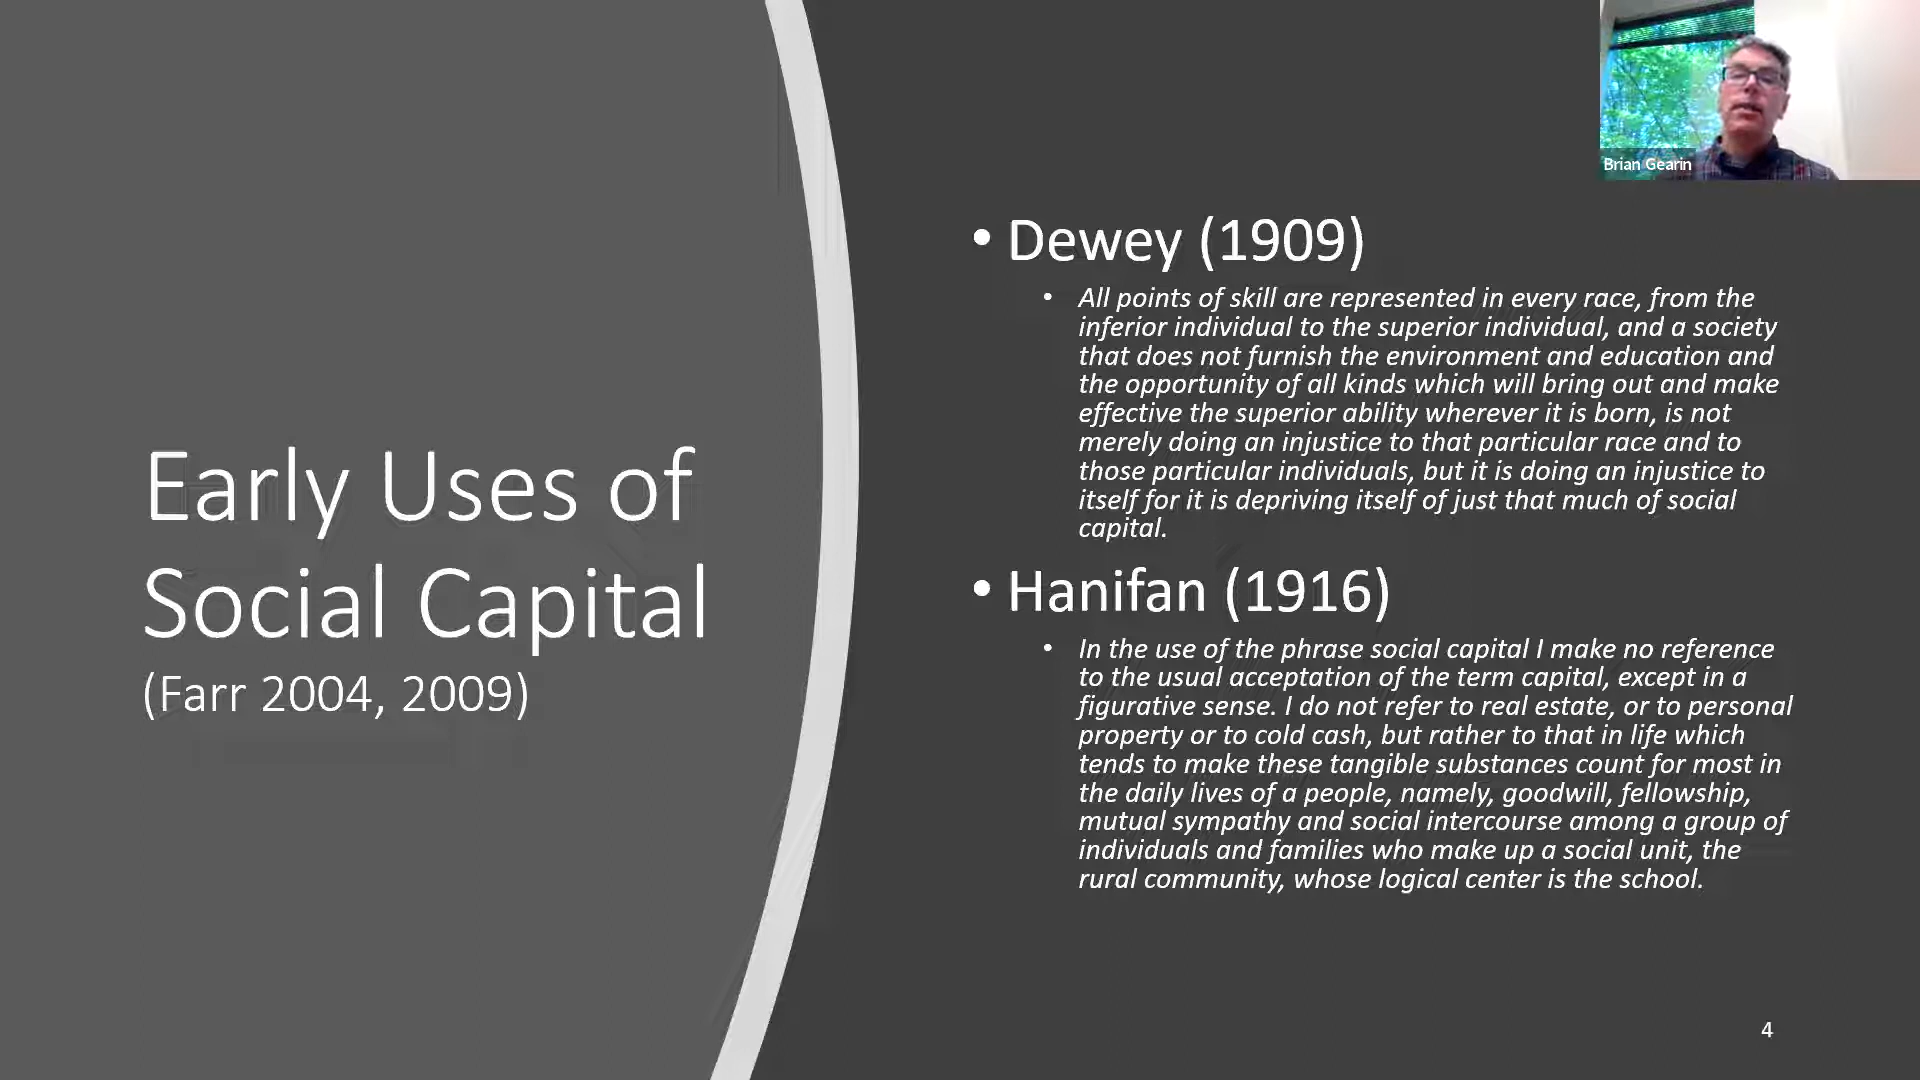 Brian Gearin
Early Uses of
Social Capital
(Farr 2004, 2009)
• Dewey (1909)
• All points of skill are represented in every race, from the
inferior individual to the superior individual, and a society
that does not furnish the environment and education and
the opportunity of all kinds which will bring out and make
effective the superior ability wherever it is born, is not
merely doing an injustice to that particular race and to
those particular individuals, but it is doing an injustice to
itself for it is depriving itself of just that much of social
capital.
• Hanifan (1916)
• In the use of the phrase social capital I make no reference
to the usual acceptation of the term capital, except in a
figurative sense. I do not refer to real estate, or to personal
property or to cold cash, but rather to that in life which
tends to make these tangible substances count for most in
the daily lives of a people, namely, goodwill, fellowship,
mutual sympathy and social intercourse among a group of
individuals and families who make up a social unit, the
rural community, whose logical center is the school.
4